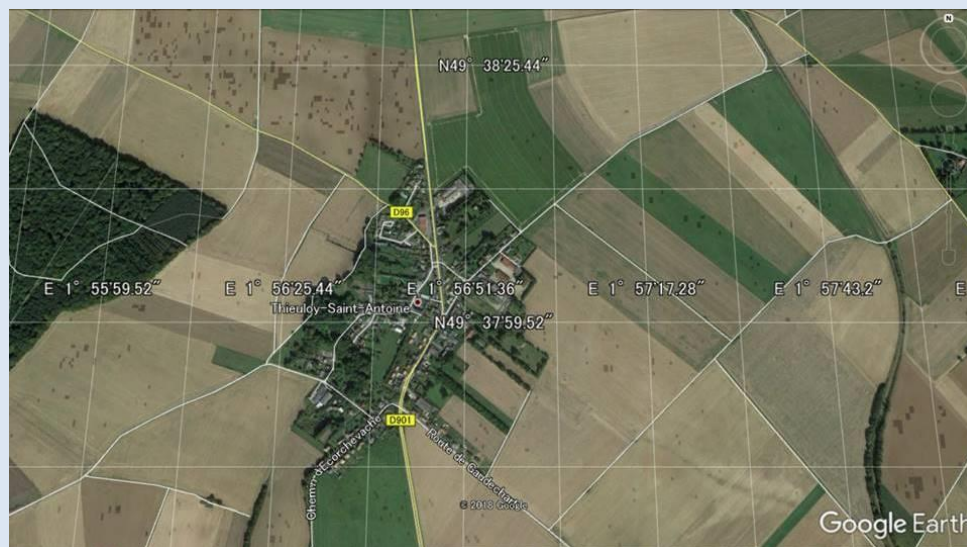 N
N49° 38'25.44"
D96
E 1° 55'59.52"
E 1° 56'25.44"
E 1° 56'51.36"
E 1° 57'17.28"
E 1° 57'43.2"
Thieuloy-Saint-Antoine
N49° 37'59.52"
D901
Chemin d'Écorchevache
Route de Gaudechart
© 2016 Google
Google Earth